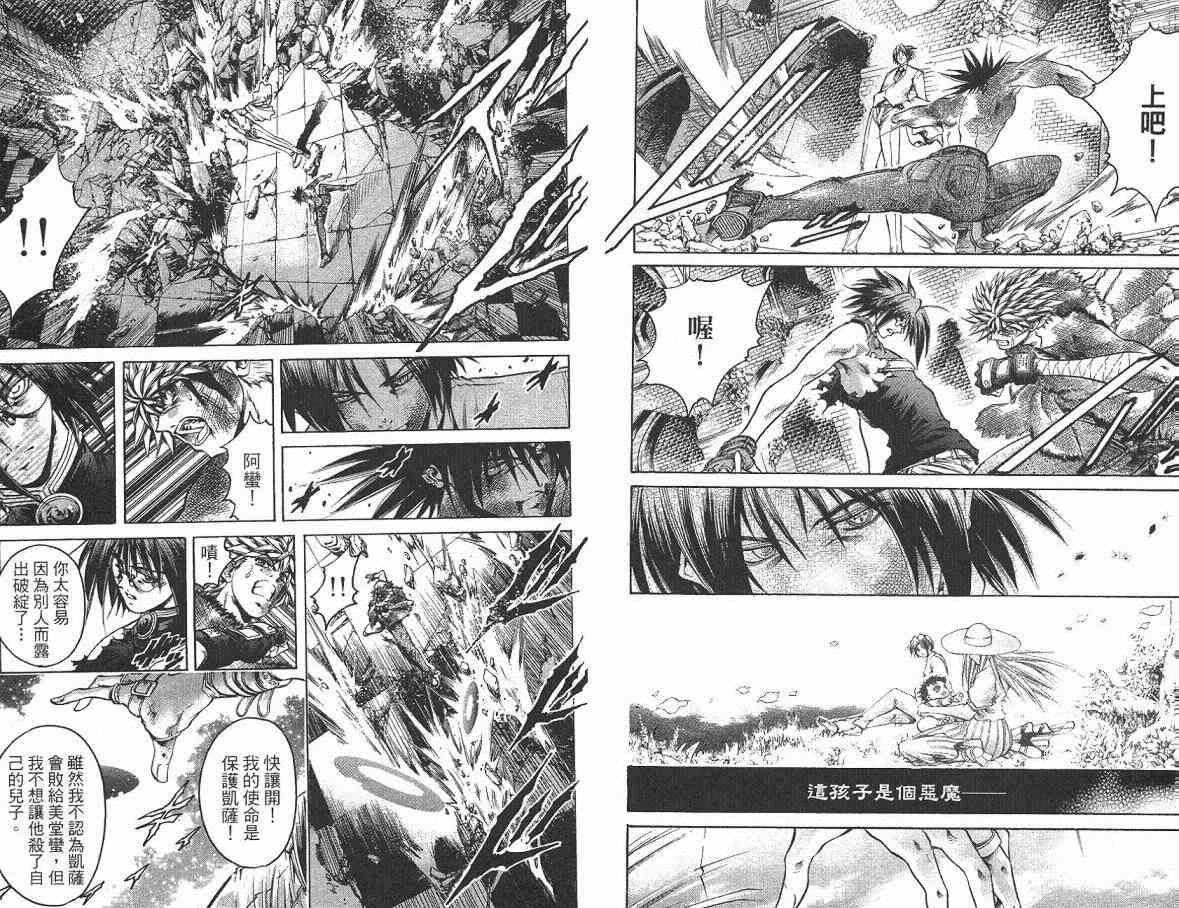 上吧！
喔！
這孩子是個惡魔——
!!
阿蠻！
!!
嘖！
你太容易
因為別人而露
出破綻了…
快讓開！
我的使命是
保護凱薩！
雖然我不認為凱薩
會敗給美堂蠻，但
我不想讓他殺了自
己的兒子。